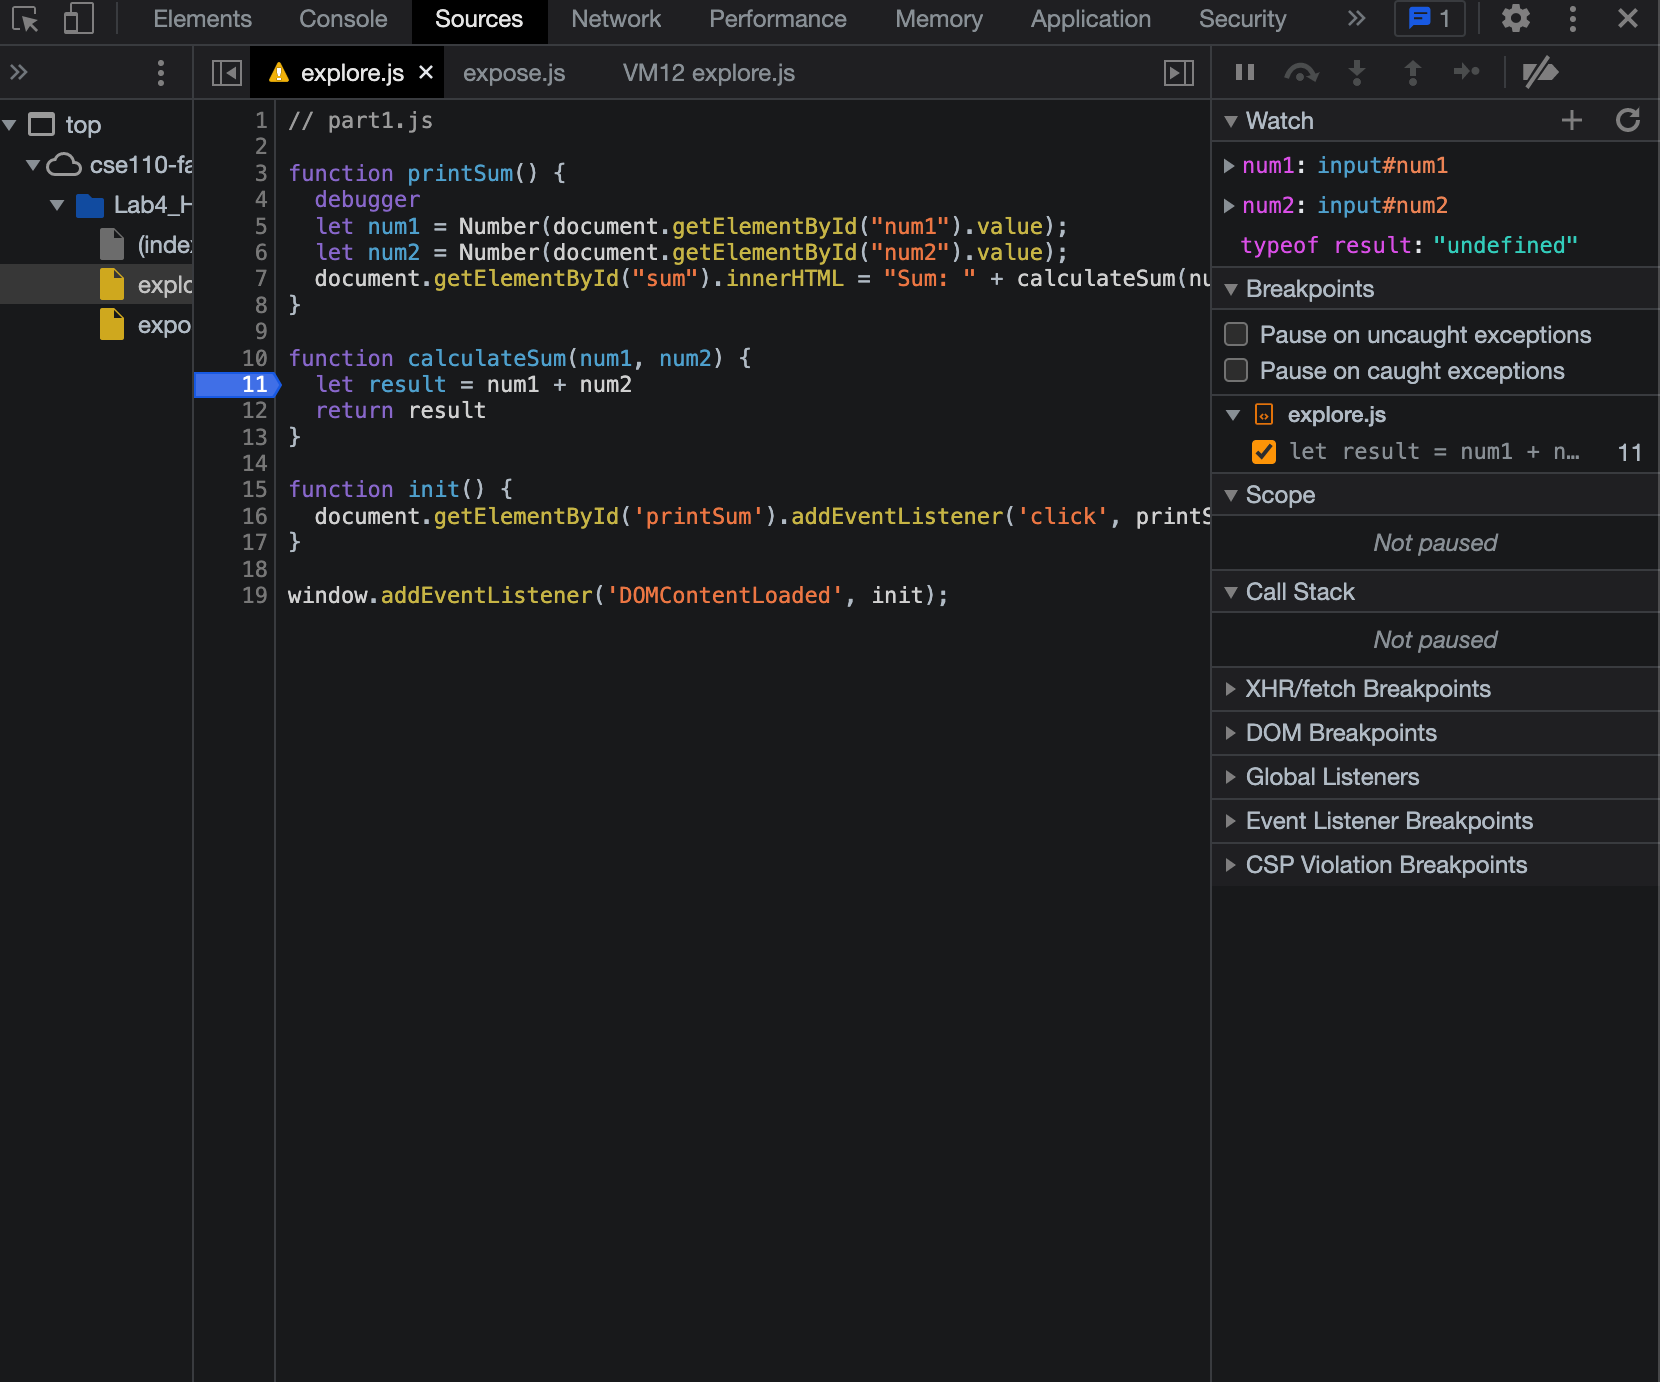 Elements Console Sources Network Performance Memory Application Security 1
explore.js expose.js VM12 explore.js
top
cse110-fa
Lab4_H
(index
explo
expo
1 // part1.js
2
3 function printSum() {
4 debugger
5 let num1 = Number(document.getElementById("num1").value);
6 let num2 = Number(document.getElementById("num2").value);
7 document.getElementById("sum").innerHTML = "Sum: " + calculateSum(nu
8 }
9
10 function calculateSum(num1, num2) {
11 let result = num1 + num2
12 return result
13 }
14
15 function init() {
16 document.getElementById('printSum').addEventListener('click', printS
17 }
18
19 window.addEventListener('DOMContentLoaded', init);
Watch
num1: input#num1
num2: input#num2
typeof result: "undefined"
Breakpoints
Pause on uncaught exceptions
Pause on caught exceptions
explore.js
let result = num1 + n… 11
Scope
Not paused
Call Stack
Not paused
XHR/fetch Breakpoints
DOM Breakpoints
Global Listeners
Event Listener Breakpoints
CSP Violation Breakpoints